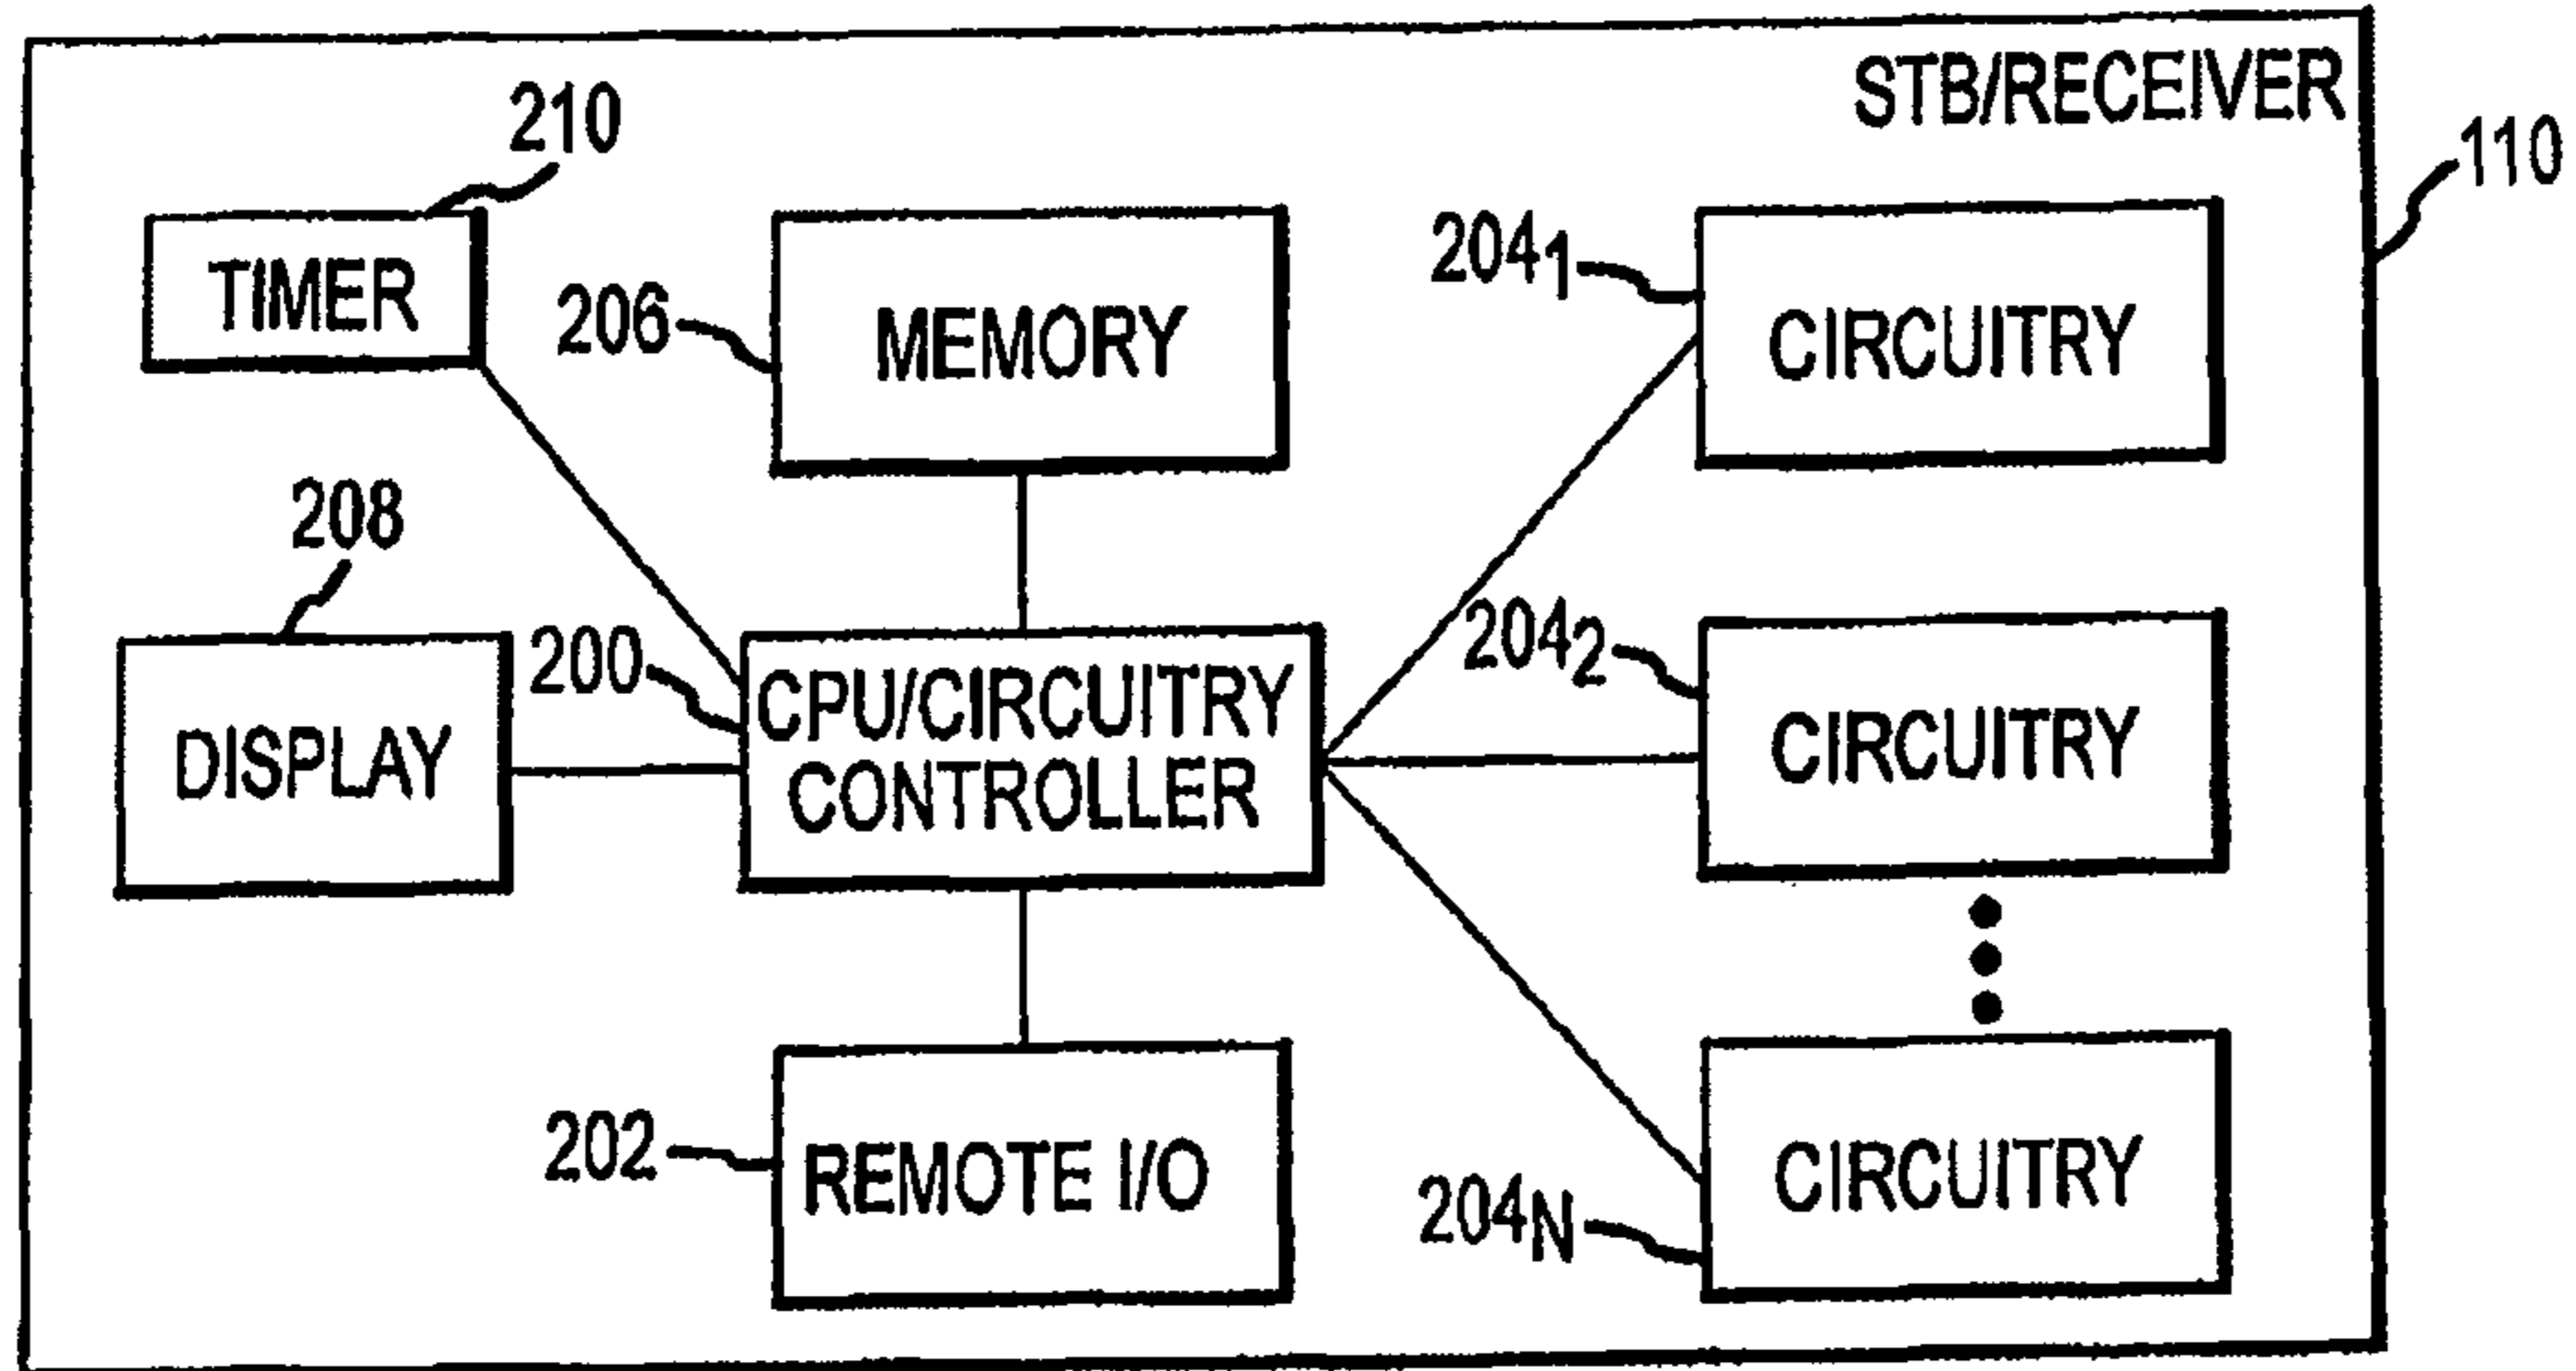 STB/RECEIVER
110
210
TIMER
206
MEMORY
204₁
CIRCUITRY
208
DISPLAY
200
CPU/CIRCUITRY
CONTROLLER
204₂
CIRCUITRY
202
REMOTE I/O
204N
CIRCUITRY